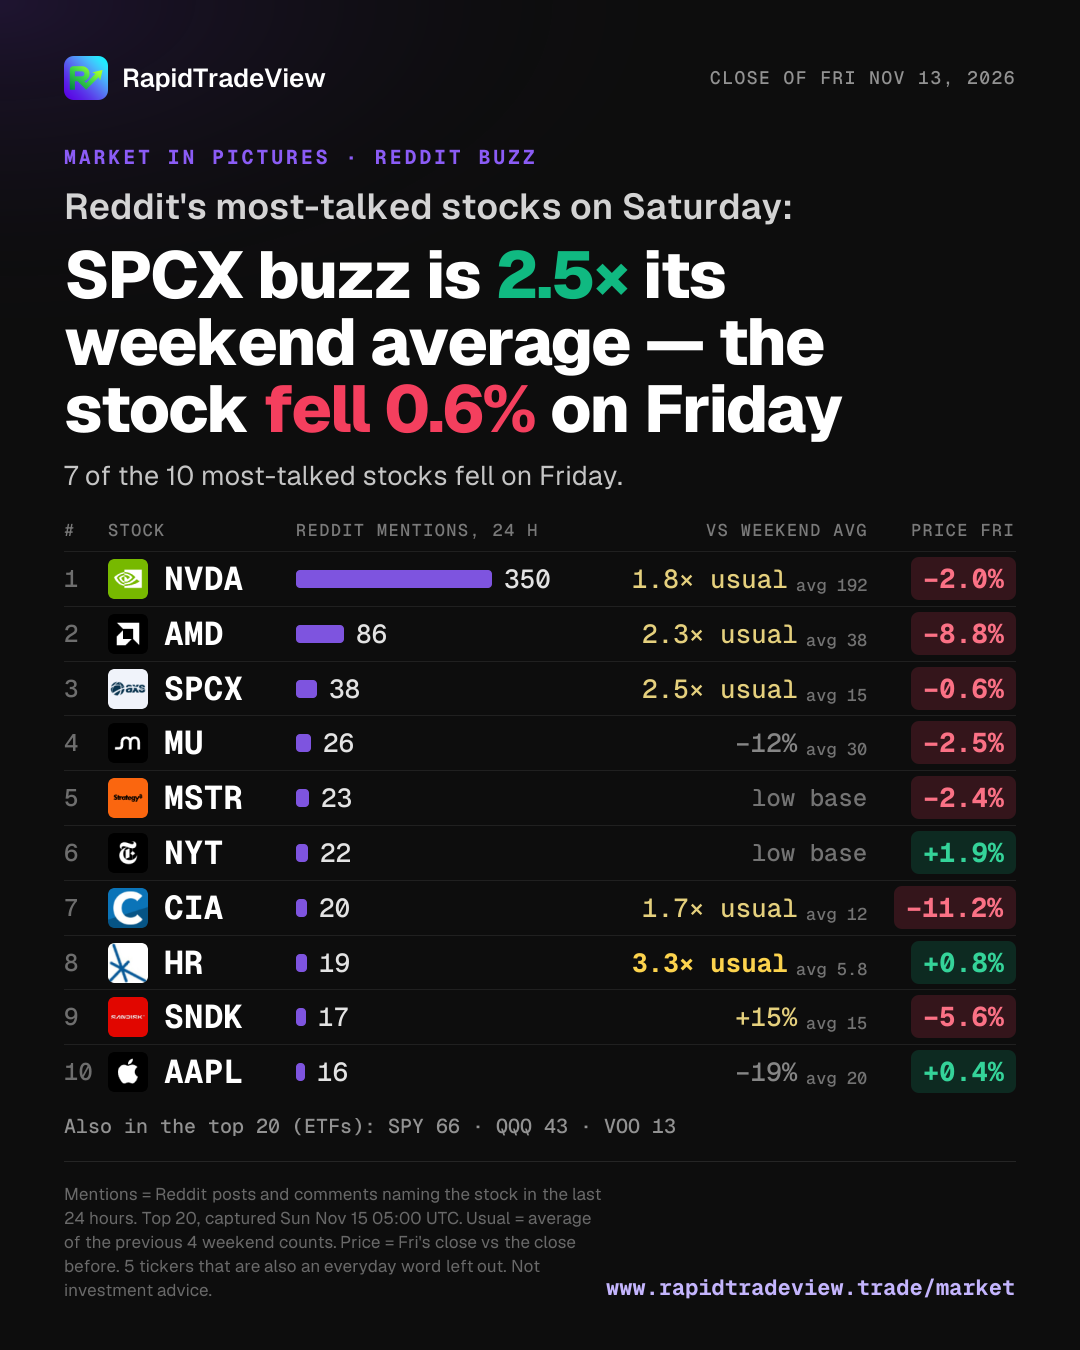 RapidTradeView
CLOSE OF FRI NOV 13, 2026
MARKET IN PICTURES · REDDIT BUZZ
Reddit's most-talked stocks on Saturday:
SPCX buzz is 2.5× its
weekend average — the
stock fell 0.6% on Friday
7 of the 10 most-talked stocks fell on Friday.
# STOCK REDDIT MENTIONS, 24 H VS WEEKEND AVG PRICE FRI
1 NVDA 350 1.8× usual avg 192 −2.0%
2 AMD 86 2.3× usual avg 38 −8.8%
3 axs SPCX 38 2.5× usual avg 15 −0.6%
4 MU 26 −12% avg 30 −2.5%
5 Strategy MSTR 23 low base −2.4%
6 NYT 22 low base +1.9%
7 C CIA 20 1.7× usual avg 12 −11.2%
8 HR 19 3.3× usual avg 5.8 +0.8%
9 SANDISK SNDK 17 +15% avg 15 −5.6%
10 AAPL 16 −19% avg 20 +0.4%
Also in the top 20 (ETFs): SPY 66 · QQQ 43 · VOO 13
Mentions = Reddit posts and comments naming the stock in the last
24 hours. Top 20, captured Sun Nov 15 05:00 UTC. Usual = average
of the previous 4 weekend counts. Price = Fri's close vs the close
before. 5 tickers that are also an everyday word left out. Not
investment advice.
www.rapidtradeview.trade/market